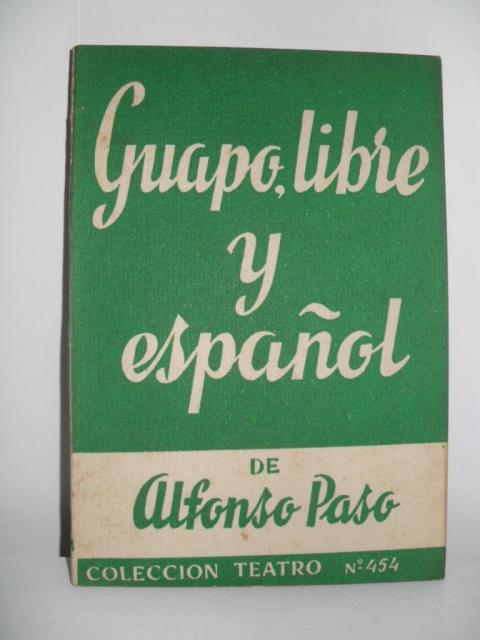 Guapo, libre
y
español
DE
Alfonso Paso
COLECCION TEATRO Nº 454